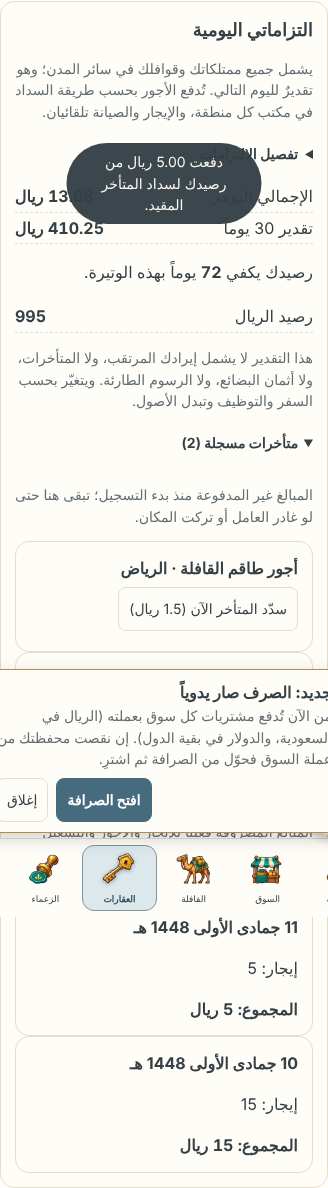 التزاماتي اليومية
يشمل جميع ممتلكاتك وقوافلك في سائر المدن؛ وهو
تقديرٌ لليوم التالي. تُدفع الأجور بحسب طريقة السداد
في مكتب كل منطقة، والإيجار والصيانة تلقائيان.
◀ تفصيل
دفعت 5.00 ريال من
رصيدك لسداد المتأخر
المقيد.
الإجمالي
ريال
تقدير 30 يوماً 410.25 ريال
رصيدك يكفي 72 يوماً بهذه الوتيرة.
رصيد الريال 995
هذا التقدير لا يشمل إيرادك المرتقب، ولا المتأخرات،
ولا أثمان البضائع، ولا الرسوم الطارئة. ويتغيّر بحسب
السفر والتوظيف وتبدل الأصول.
▼ متأخرات مسجلة (2)
المبالغ غير المدفوعة منذ بدء التسجيل؛ تبقى هنا حتى
لو غادر العامل أو تركت المكان.
أجور طاقم القافلة · الرياض
سدّد المتأخر الآن (1.5 ريال)
جديد: الصرف صار يدوياً
من الآن تُدفع مشتريات كل سوق بعملته (الريال في
السعودية، والدولار في بقية الدول). إن نقصت محفظتك من
عملة السوق فحوّل من الصرافة ثم اشترِ.
افتح الصرافة
إغلاق
السوق
القافلة
العقارات
الزعماء
11 جمادى الأولى 1448 هـ
إيجار: 5
المجموع: 5 ريال
10 جمادى الأولى 1448 هـ
إيجار: 15
المجموع: 15 ريال